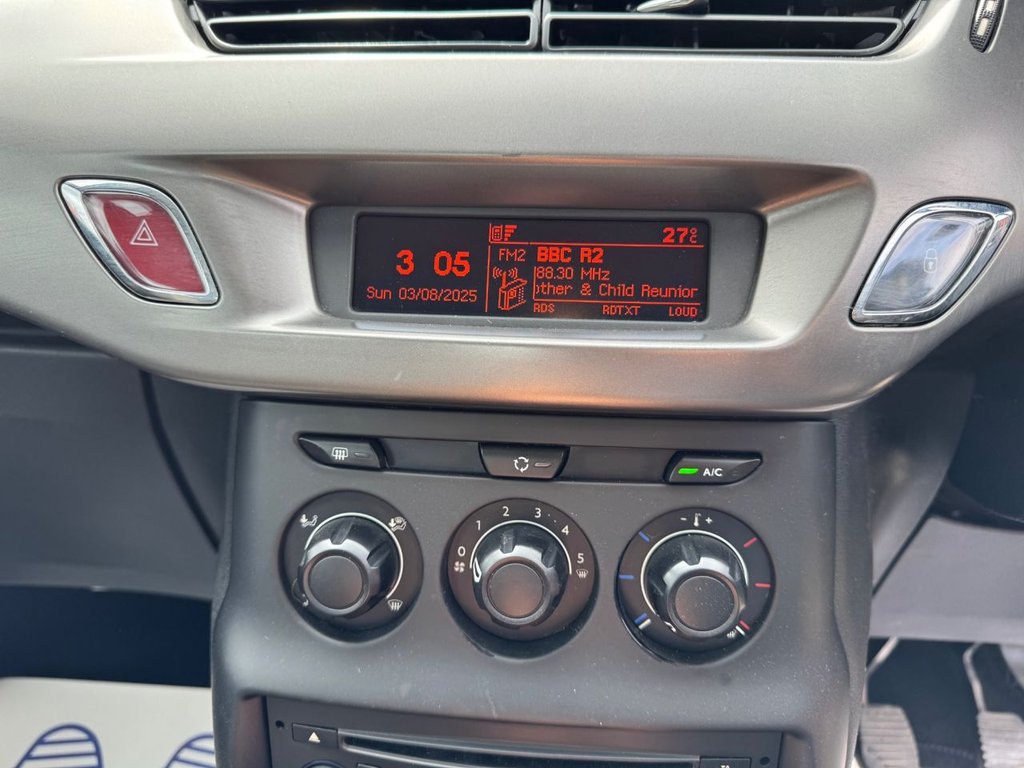 27°C
FM2 BBC R2
3 05
88.30 MHz
Sun 03/08/2025
other & Child Reunior
RDS RDTXT LOUD
A/C
0 1 2 3 4 5
- +